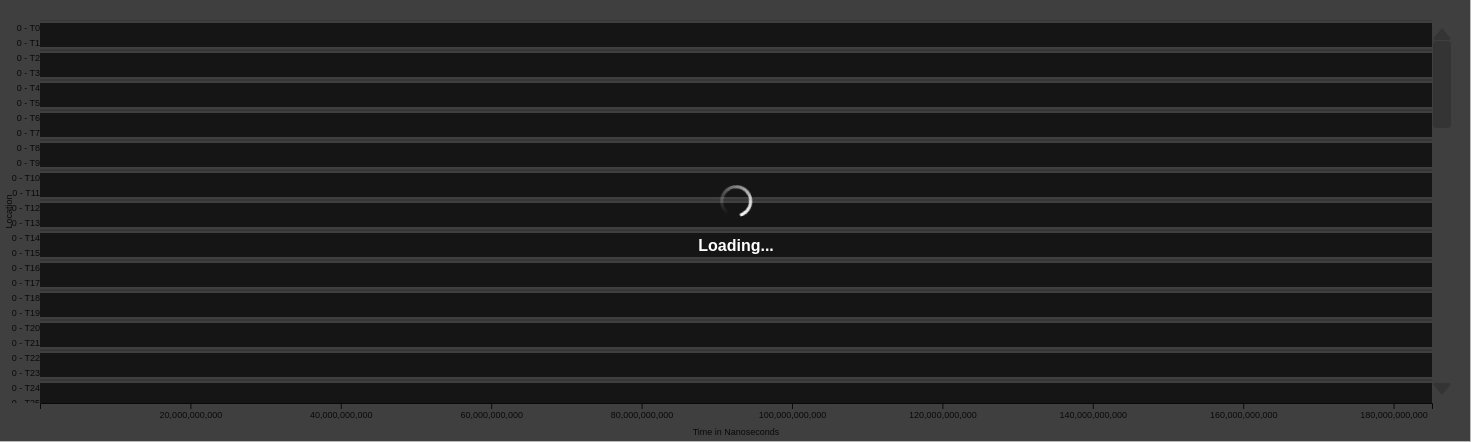 0 - T0
0 - T1
0 - T2
0 - T3
0 - T4
0 - T5
0 - T6
0 - T7
0 - T8
0 - T9
0 - T10
0 - T11
0 - T12
0 - T13
0 - T14
0 - T15
0 - T16
0 - T17
0 - T18
0 - T19
0 - T20
0 - T21
0 - T22
0 - T23
0 - T24
Location
Loading...
20,000,000,000
40,000,000,000
60,000,000,000
80,000,000,000
100,000,000,000
120,000,000,000
140,000,000,000
160,000,000,000
180,000,000,000
Time in Nanoseconds